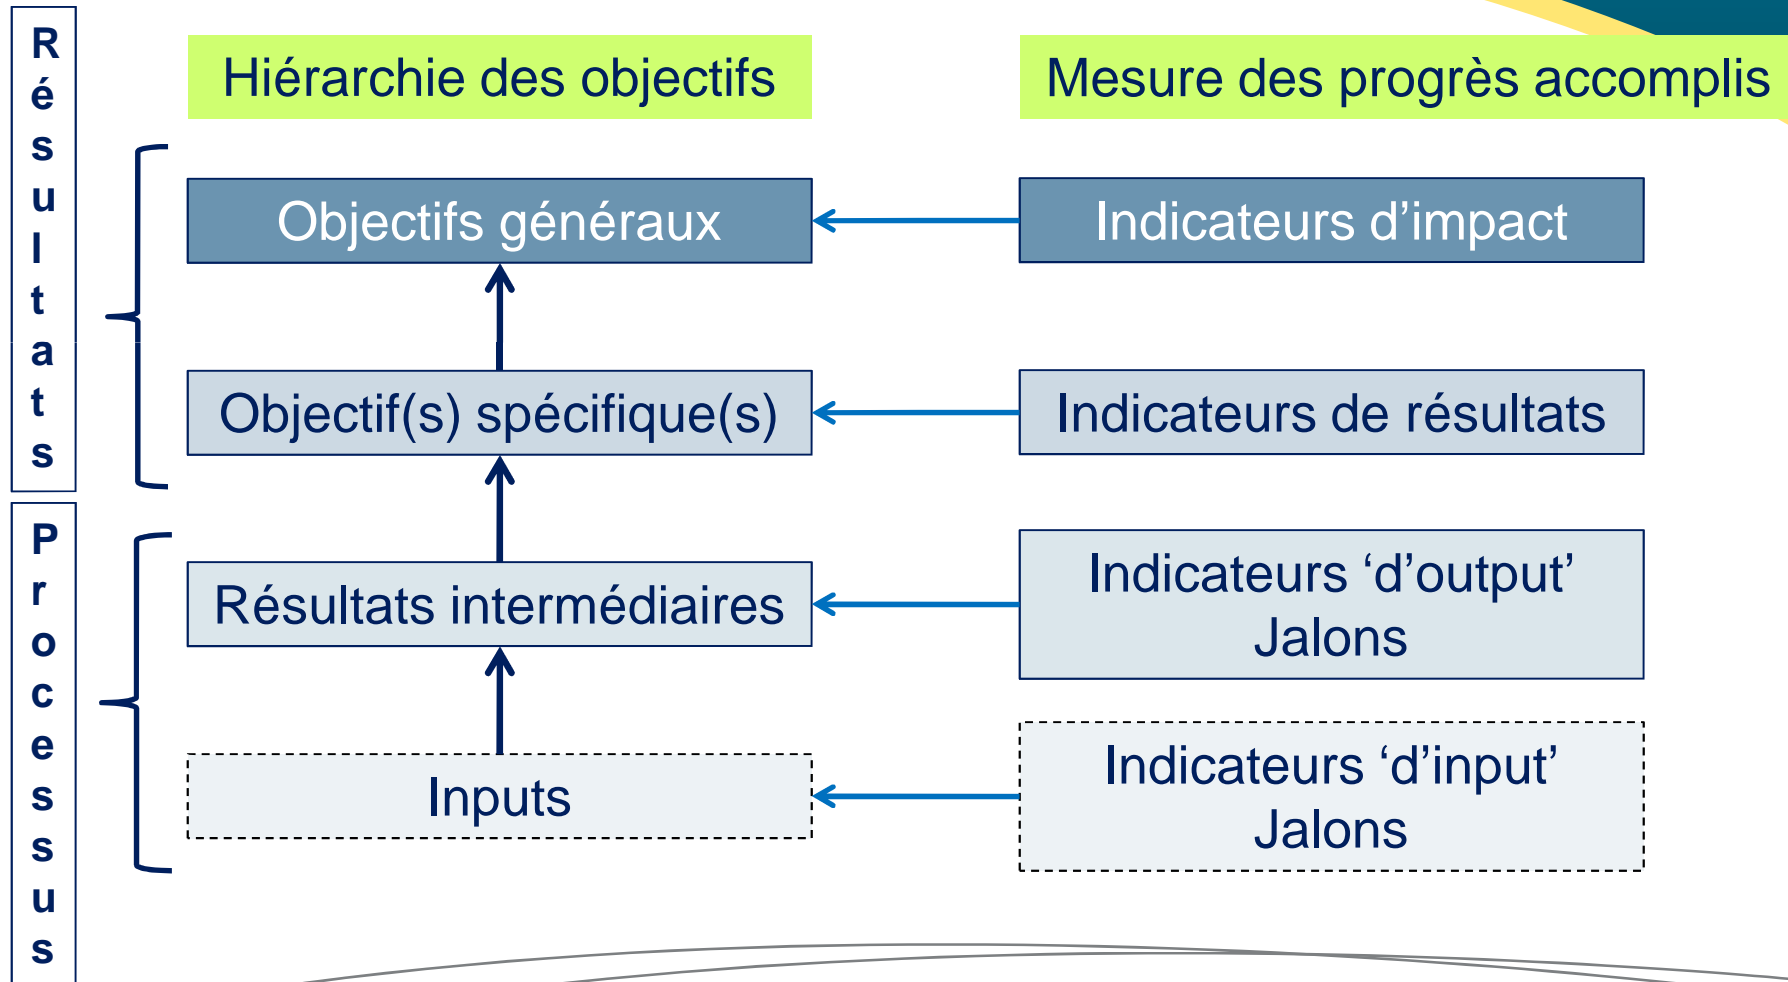 Résultats
Hiérarchie des objectifs
Mesure des progrès accomplis
Objectifs généraux
Indicateurs d’impact
Objectif(s) spécifique(s)
Indicateurs de résultats
Processus
Résultats intermédiaires
Indicateurs ‘d’output’
Jalons
Inputs
Indicateurs ‘d’input’
Jalons